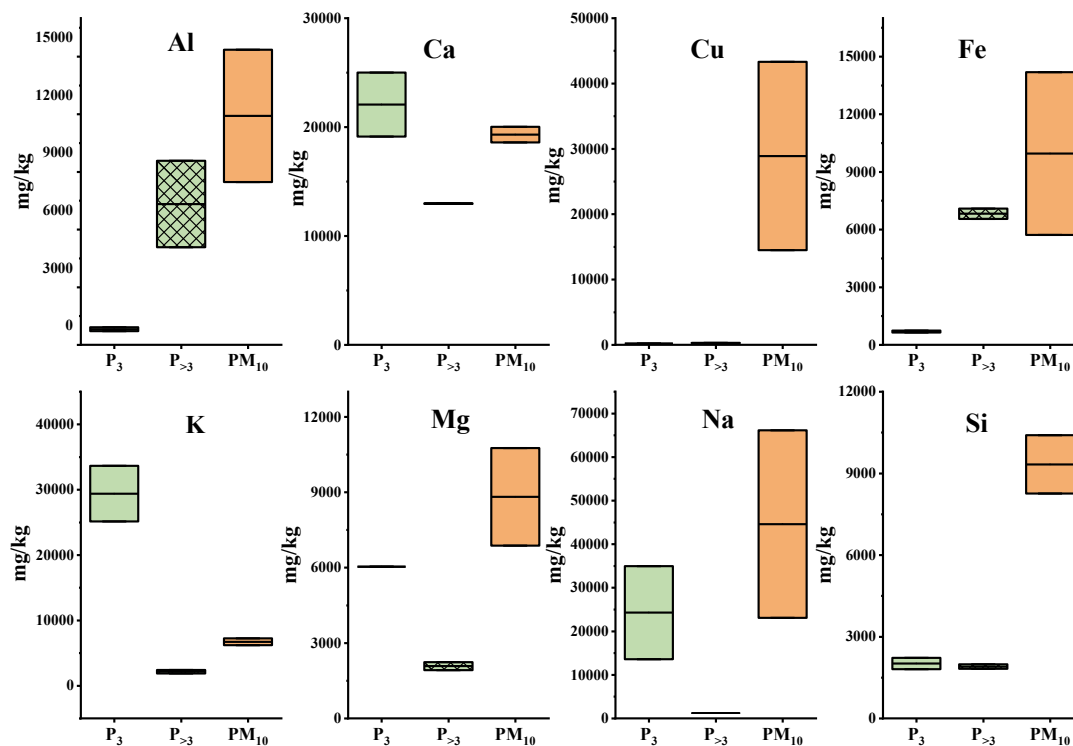 Al
mg/kg
15000
12000
9000
6000
3000
0
P3
P>3
PM10
Ca
mg/kg
30000
20000
10000
0
P3
P>3
PM10
Cu
mg/kg
50000
40000
30000
20000
10000
0
P3
P>3
PM10
Fe
mg/kg
15000
12000
9000
6000
3000
0
P3
P>3
PM10
K
mg/kg
40000
30000
20000
10000
0
P3
P>3
PM10
Mg
mg/kg
12000
9000
6000
3000
0
P3
P>3
PM10
Na
mg/kg
70000
60000
50000
40000
30000
20000
10000
0
P3
P>3
PM10
Si
mg/kg
12000
9000
6000
3000
0
P3
P>3
PM10